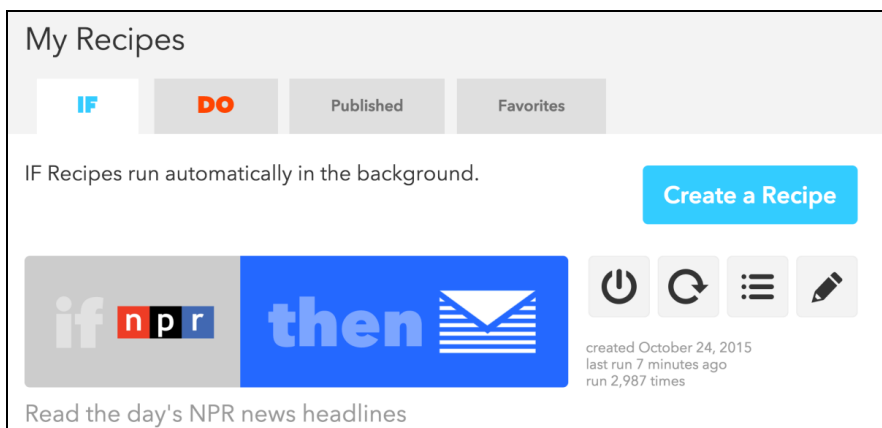 My Recipes
IF DO Published Favorites
IF Recipes run automatically in the background.
Create a Recipe
if npr then
created October 24, 2015
last run 7 minutes ago
run 2,987 times
Read the day's NPR news headlines